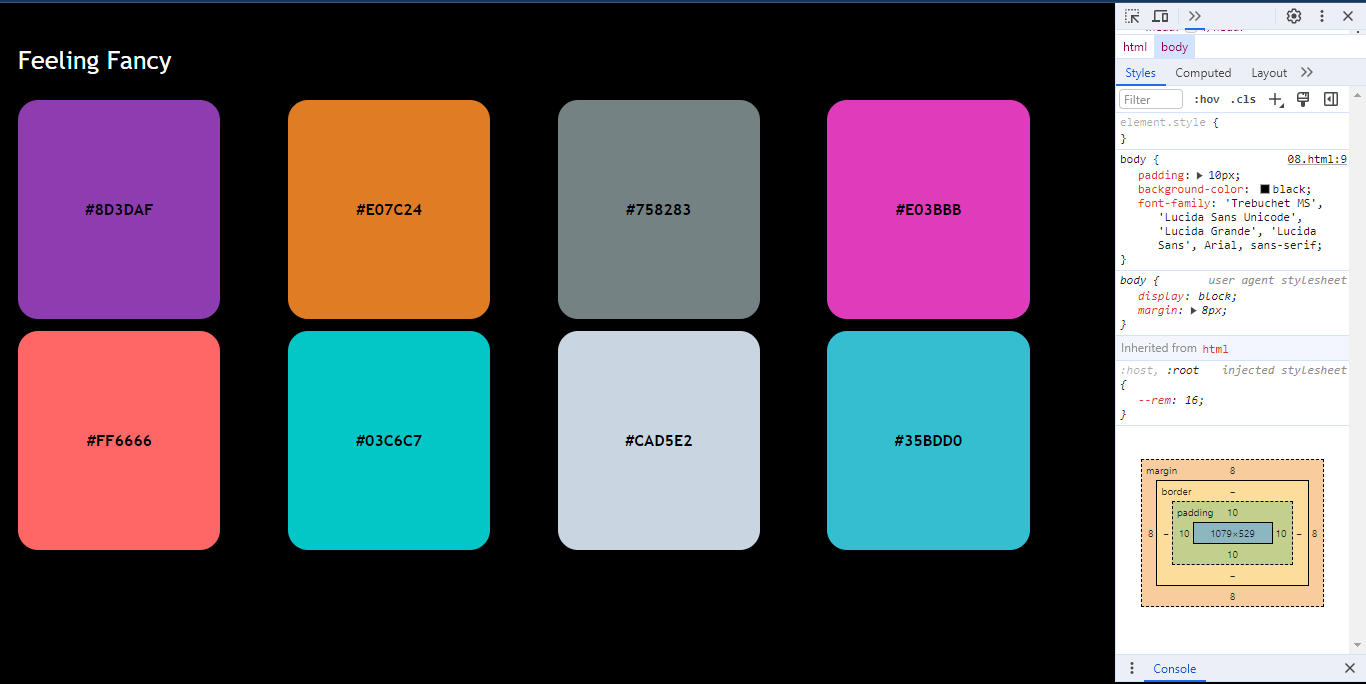 Feeling Fancy
#8D3DAF
#E07C24
#758283
#E03BBB
#FF6666
#03C6C7
#CAD5E2
#35BDD0
html body
Styles Computed Layout
Filter :hov .cls
element.style {
}
body { 08.html:9
padding: 10px;
background-color: black;
font-family: 'Trebuchet MS',
'Lucida Sans Unicode',
'Lucida Grande', 'Lucida
Sans', Arial, sans-serif;
}
body { user agent stylesheet
display: block;
margin: 8px;
}
Inherited from html
:host, :root injected stylesheet
{
--rem: 16;
}
margin 8
border –
padding 10
8 – 10 1079×529 10 – 8
10
–
8
Console